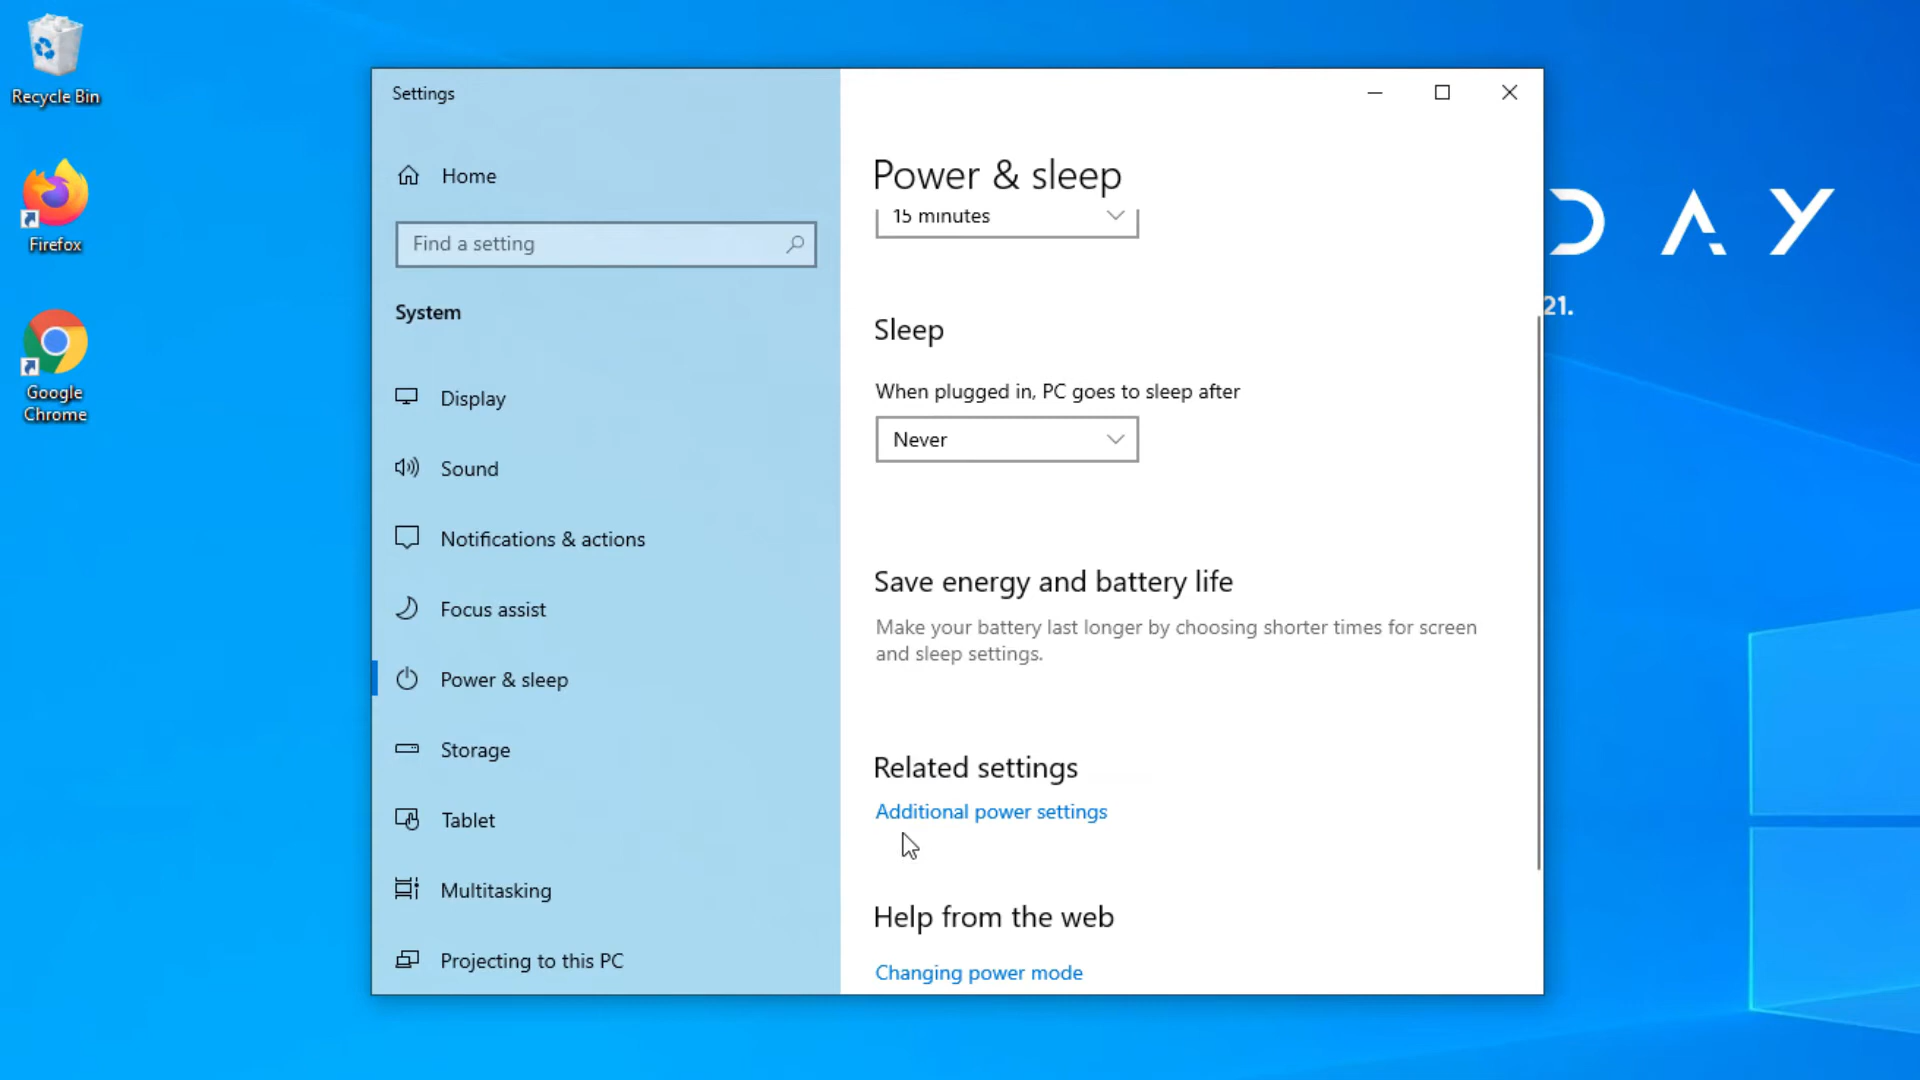 Recycle Bin
Firefox
Google
Chrome
Settings
Home
Find a setting
System
Display
Sound
Notifications & actions
Focus assist
Power & sleep
Storage
Tablet
Multitasking
Projecting to this PC
Power & sleep
15 minutes
Sleep
When plugged in, PC goes to sleep after
Never
Save energy and battery life
Make your battery last longer by choosing shorter times for screen
and sleep settings.
Related settings
Additional power settings
Help from the web
Changing power mode
DAY
21.